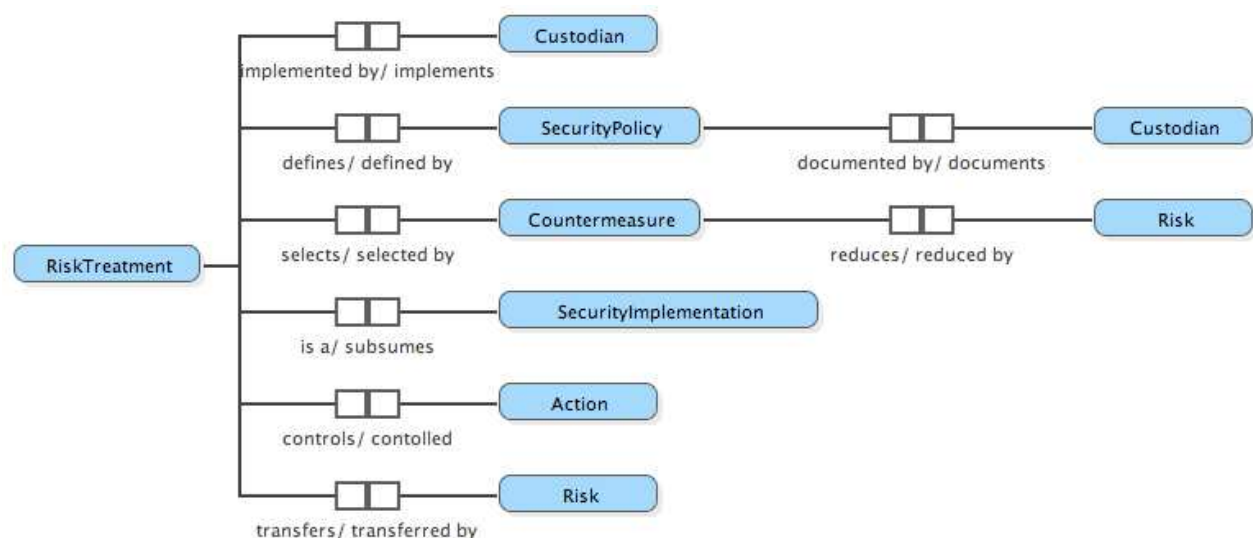 Custodian
implemented by/ implements
SecurityPolicy
Custodian
defines/ defined by
documented by/ documents
Countermeasure
Risk
selects/ selected by
reduces/ reduced by
RiskTreatment
SecurityImplementation
is a/ subsumes
Action
controls/ contolled
Risk
transfers/ transferred by